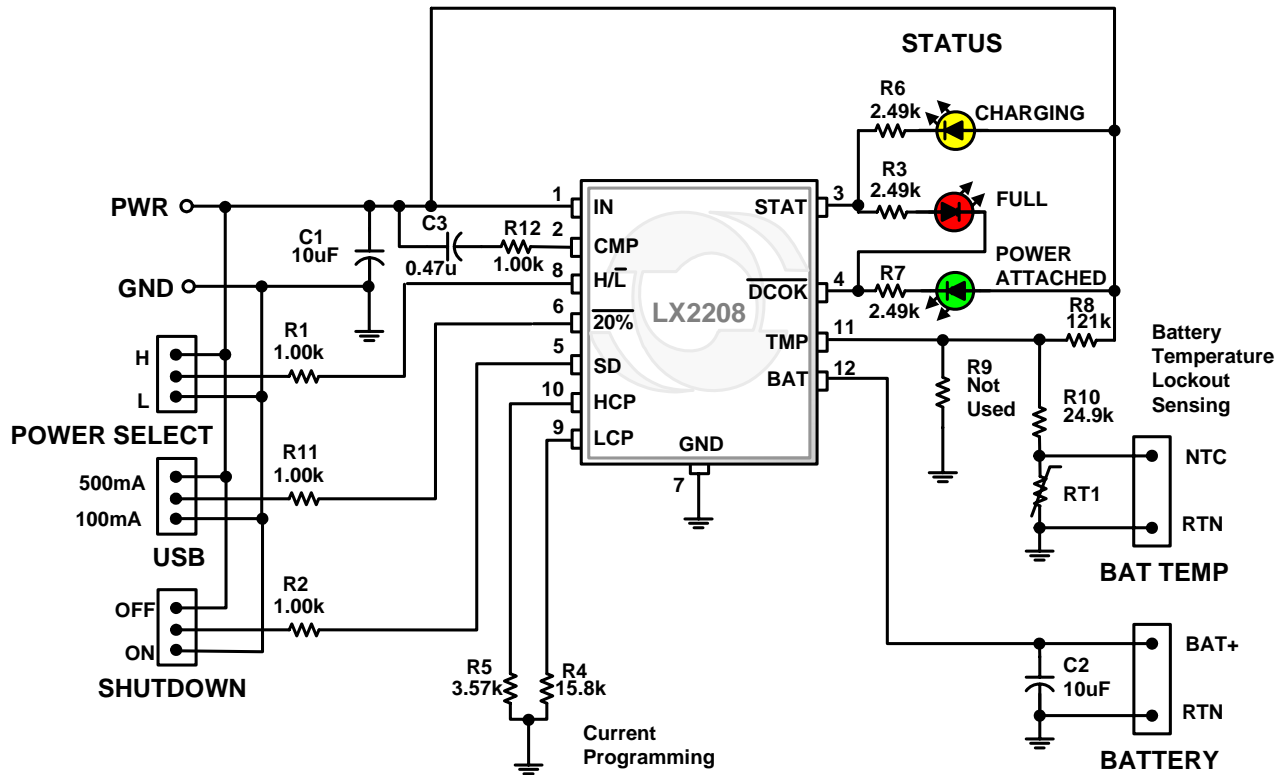 STATUS
R6
2.49k
CHARGING
R3
2.49k
FULL
POWER
ATTACHED
R7
2.49k
R8
121k
PWR
C1
10uF
C3
0.47u
R12
1.00k
GND
1
2
8
6
5
10
9
3
4
11
12
7
IN
CMP
H/L̅
2̅0̅%̅
SD
HCP
LCP
STAT
D̅C̅O̅K̅
TMP
BAT
GND
LX2208
H
L
POWER SELECT
R1
1.00k
500mA
100mA
USB
R11
1.00k
OFF
ON
SHUTDOWN
R2
1.00k
R5
3.57k
R4
15.8k
Current
Programming
R9
Not
Used
R10
24.9k
RT1
Battery
Temperature
Lockout
Sensing
NTC
RTN
BAT TEMP
C2
10uF
BAT+
RTN
BATTERY